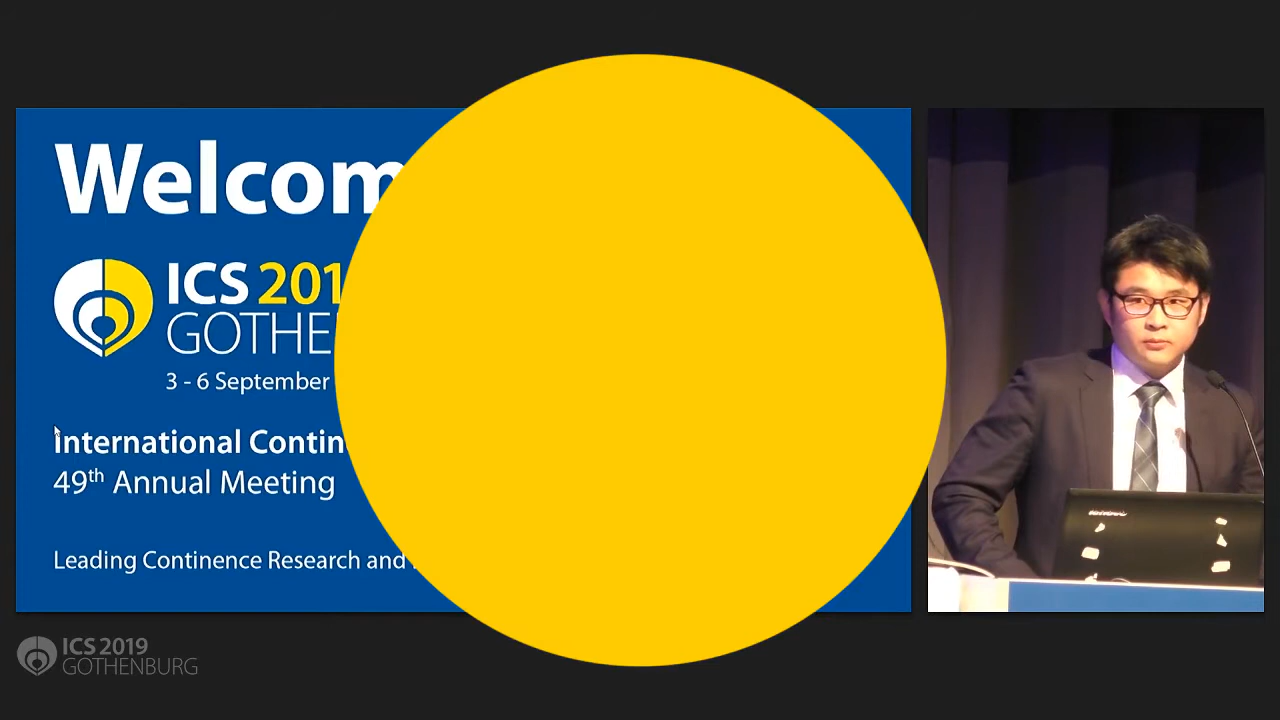 Welcom
ICS 201
GOTHE
3 - 6 September
International Contin
49th Annual Meeting
Leading Continence Research and
ICS 2019
GOTHENBURG